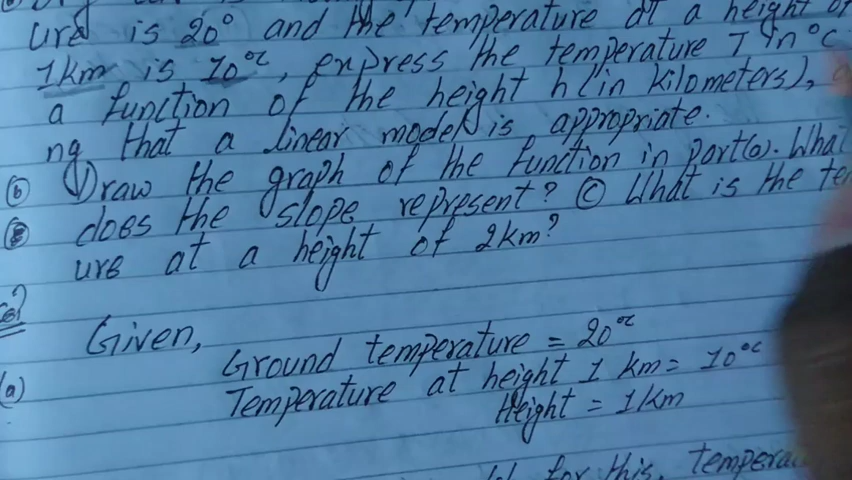 ure is 20° and the temperature at a height of
1km is 10°c, express the temperature T in °C
a function of the height h (in kilometers),
ng that a linear model is appropriate.
(b) Draw the graph of the function in part(a). What
does the slope represent? (c) What is the te
ure at a height of 2km?
Given,
Ground temperature = 20°c
(a) Temperature at height 1 km = 10°c
Height = 1km
for this, tempera